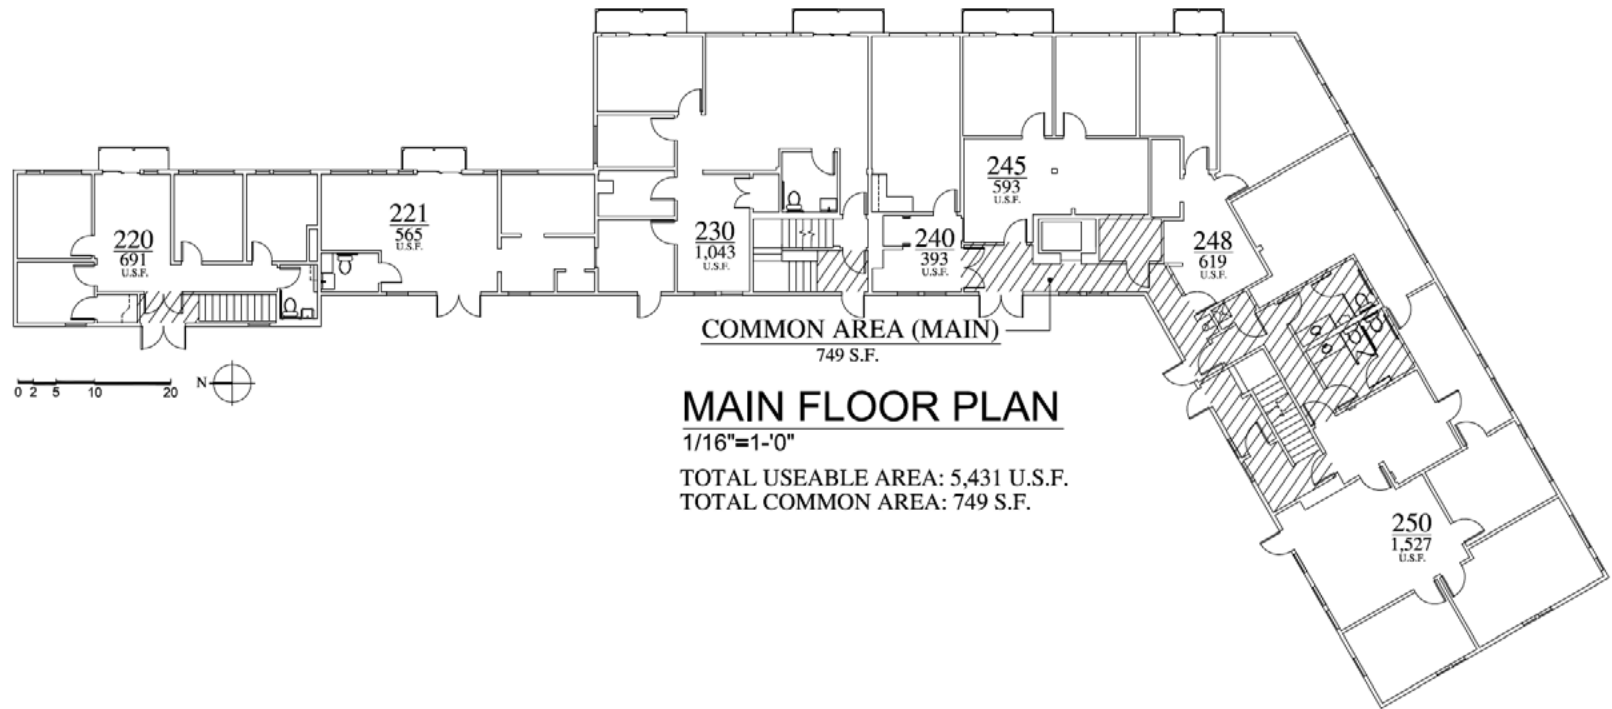 220
691
U.S.F.
221
565
U.S.F.
230
1,043
U.S.F.
240
393
U.S.F.
245
593
U.S.F.
248
619
U.S.F.
250
1,527
U.S.F.
COMMON AREA (MAIN)
749 S.F.
0 2 5 10 20
N
MAIN FLOOR PLAN
1/16"=1-'0"
TOTAL USEABLE AREA: 5,431 U.S.F.
TOTAL COMMON AREA: 749 S.F.